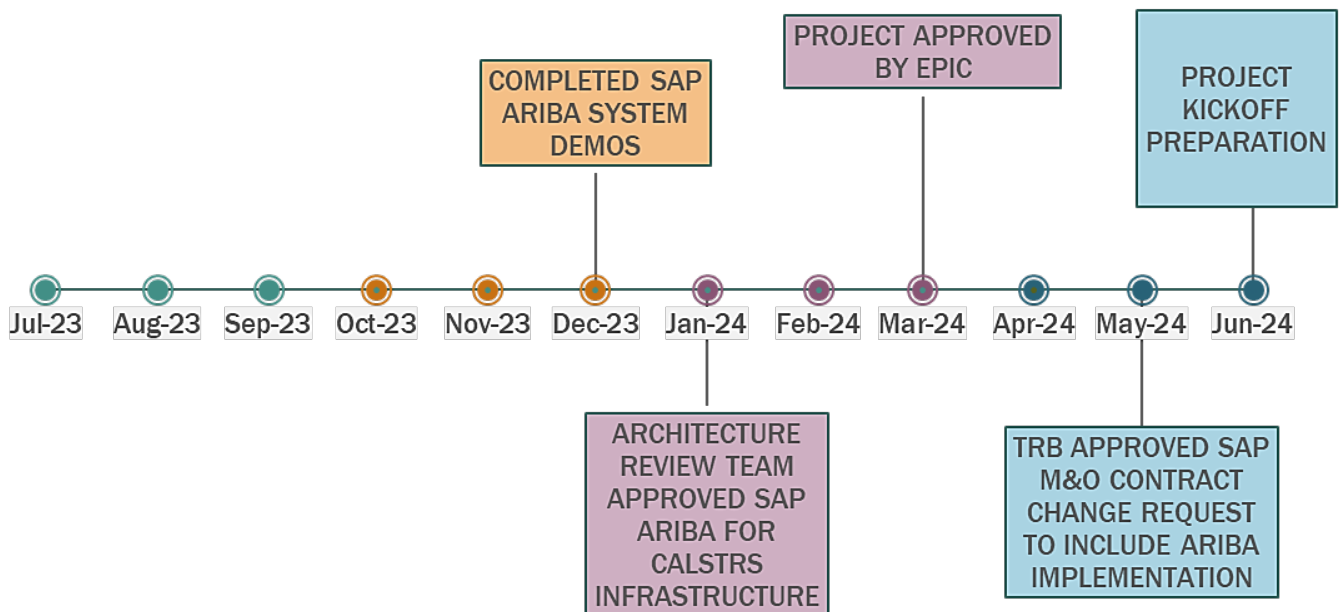 PROJECT APPROVED
BY EPIC
PROJECT
KICKOFF
PREPARATION
COMPLETED SAP
ARIBA SYSTEM
DEMOS
Jul-23
Aug-23
Sep-23
Oct-23
Nov-23
Dec-23
Jan-24
Feb-24
Mar-24
Apr-24
May-24
Jun-24
ARCHITECTURE
REVIEW TEAM
APPROVED SAP
ARIBA FOR
CALSTRS
INFRASTRUCTURE
TRB APPROVED SAP
M&O CONTRACT
CHANGE REQUEST
TO INCLUDE ARIBA
IMPLEMENTATION